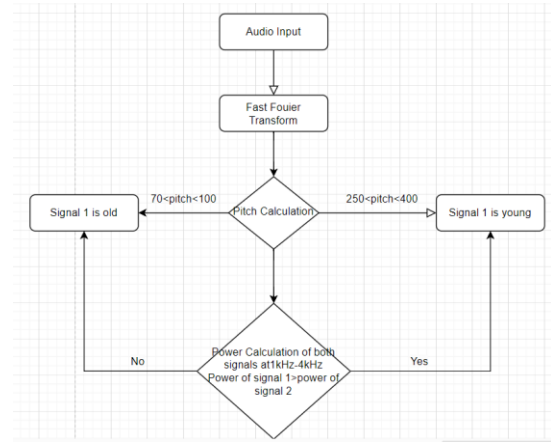 Audio Input
Fast Fouier
Transform
70<pitch<100
250<pitch<400
Signal 1 is old
Pitch Calculation
Signal 1 is young
Power Calculation of both
signals at1kHz-4kHz
Power of signal 1>power of
signal 2
No
Yes